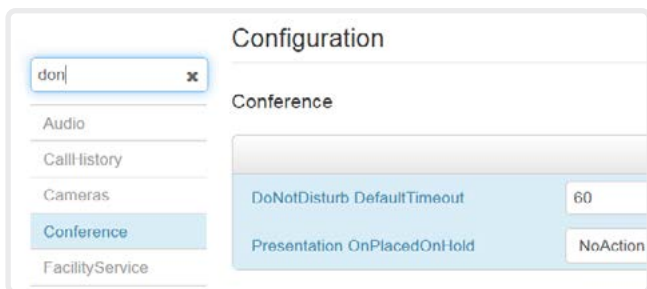 Configuration
don
Conference
Audio
CallHistory
Cameras
DoNotDisturb DefaultTimeout 60
Conference
Presentation OnPlacedOnHold NoAction
FacilityService